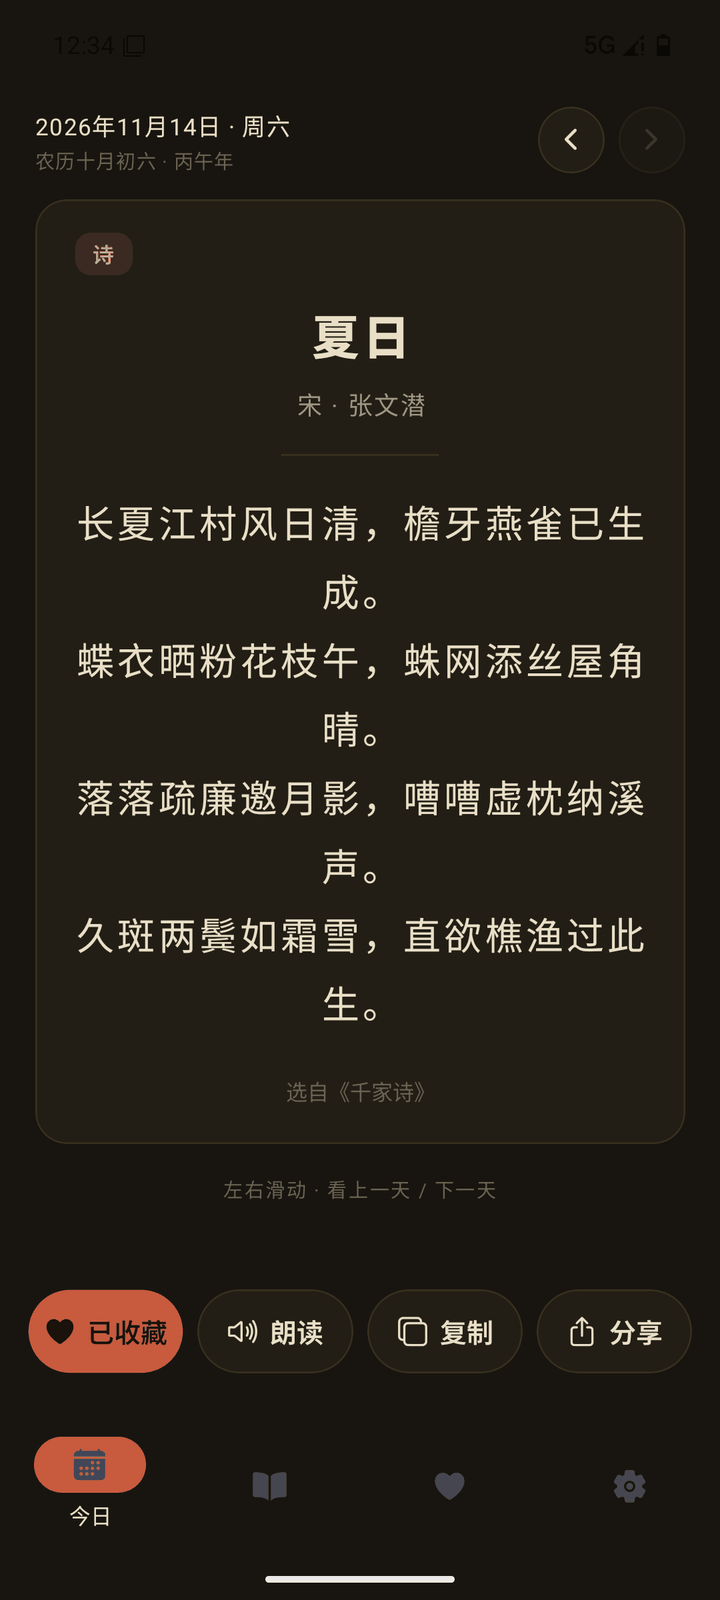 12:34
5G
2026年11月14日 · 周六
农历十月初六 · 丙午年
诗
夏日
宋 · 张文潜
长夏江村风日清，檐牙燕雀已生
成。
蝶衣晒粉花枝午，蛛网添丝屋角
晴。
落落疏廉邀月影，嘈嘈虚枕纳溪
声。
久斑两鬓如霜雪，直欲樵渔过此
生。
选自《千家诗》
左右滑动 · 看上一天 / 下一天
已收藏
朗读
复制
分享
今日